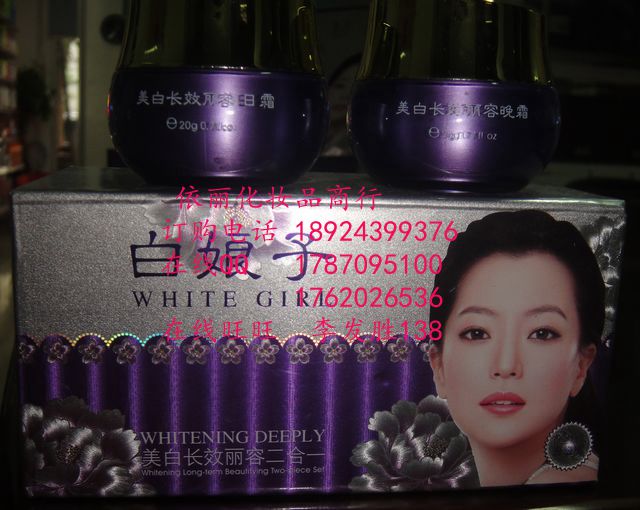 美白长效丽容日霜
℮20g
美白长效丽容晚霜
fl oz
依丽化妆品商行
订购电话 18924399376
白娘子
在线QQ 1787095100
WHITE GIRL
1762026536
在线旺旺 李发胜138
WHITENING DEEPLY
美白长效丽容二合一
Whitening Long-term Beautifying Two-Piece Set